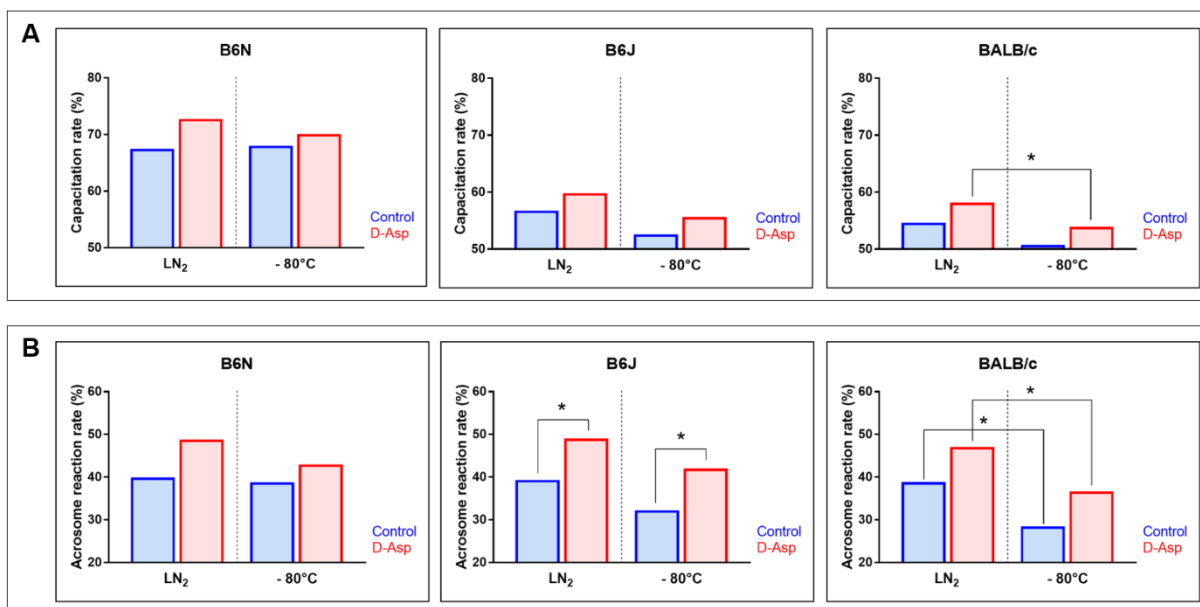 A
B6N
Capacitation rate (%)
80
70
60
50
LN2
- 80°C
Control
D-Asp
B6J
Capacitation rate (%)
80
70
60
50
LN2
- 80°C
Control
D-Asp
BALB/c
Capacitation rate (%)
80
70
60
50
*
LN2
- 80°C
Control
D-Asp
B
B6N
Acrosome reaction rate (%)
60
50
40
30
20
LN2
- 80°C
Control
D-Asp
B6J
Acrosome reaction rate (%)
60
50
40
30
20
*
*
LN2
- 80°C
Control
D-Asp
BALB/c
Acrosome reaction rate (%)
60
50
40
30
20
*
*
LN2
- 80°C
Control
D-Asp